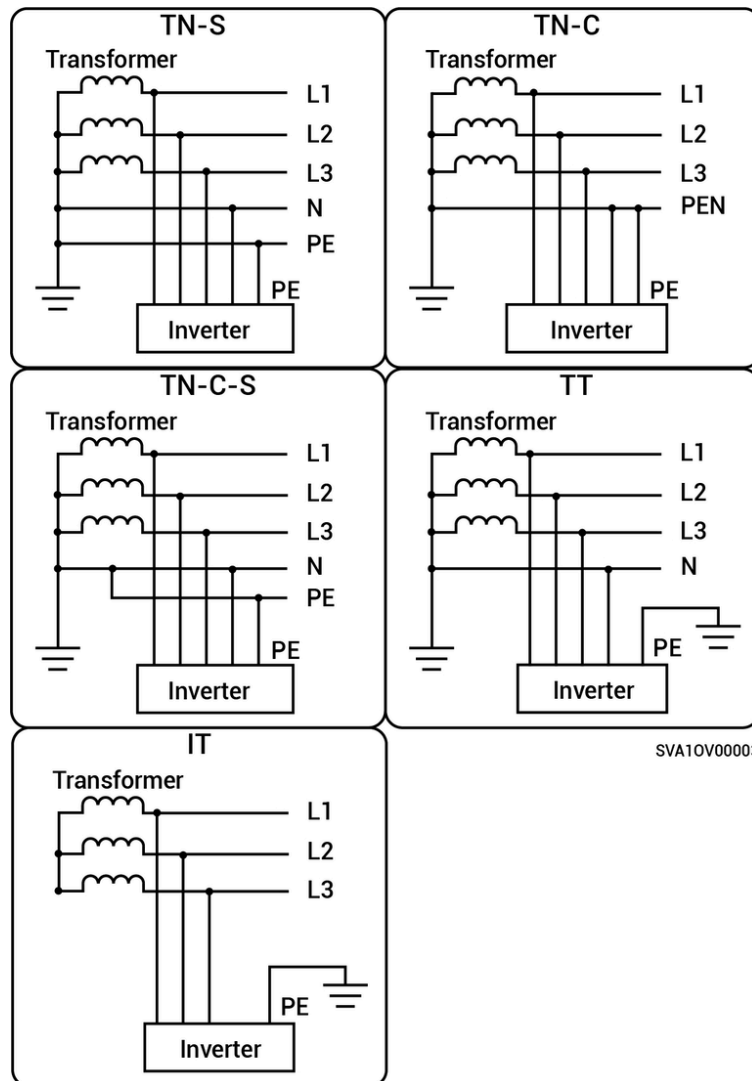 TN-S
Transformer
L1
L2
L3
N
PE
PE
Inverter
TN-C
Transformer
L1
L2
L3
PEN
PE
Inverter
TN-C-S
Transformer
L1
L2
L3
N
PE
PE
Inverter
TT
Transformer
L1
L2
L3
N
PE
Inverter
IT
Transformer
L1
L2
L3
PE
Inverter